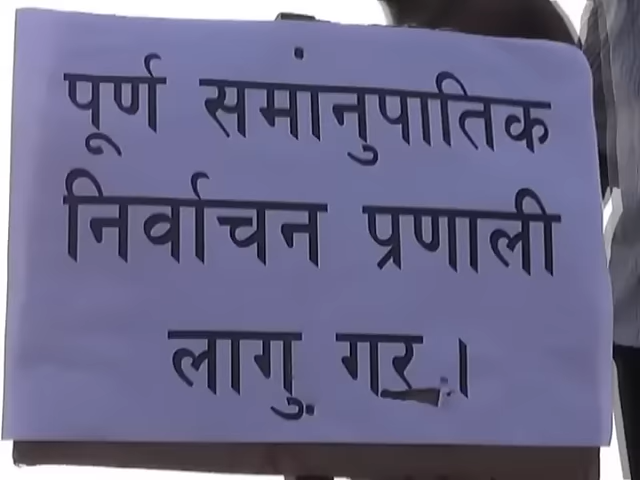 पूर्ण समांनुपातिक
निर्वाचन प्रणाली
लागु गर ।